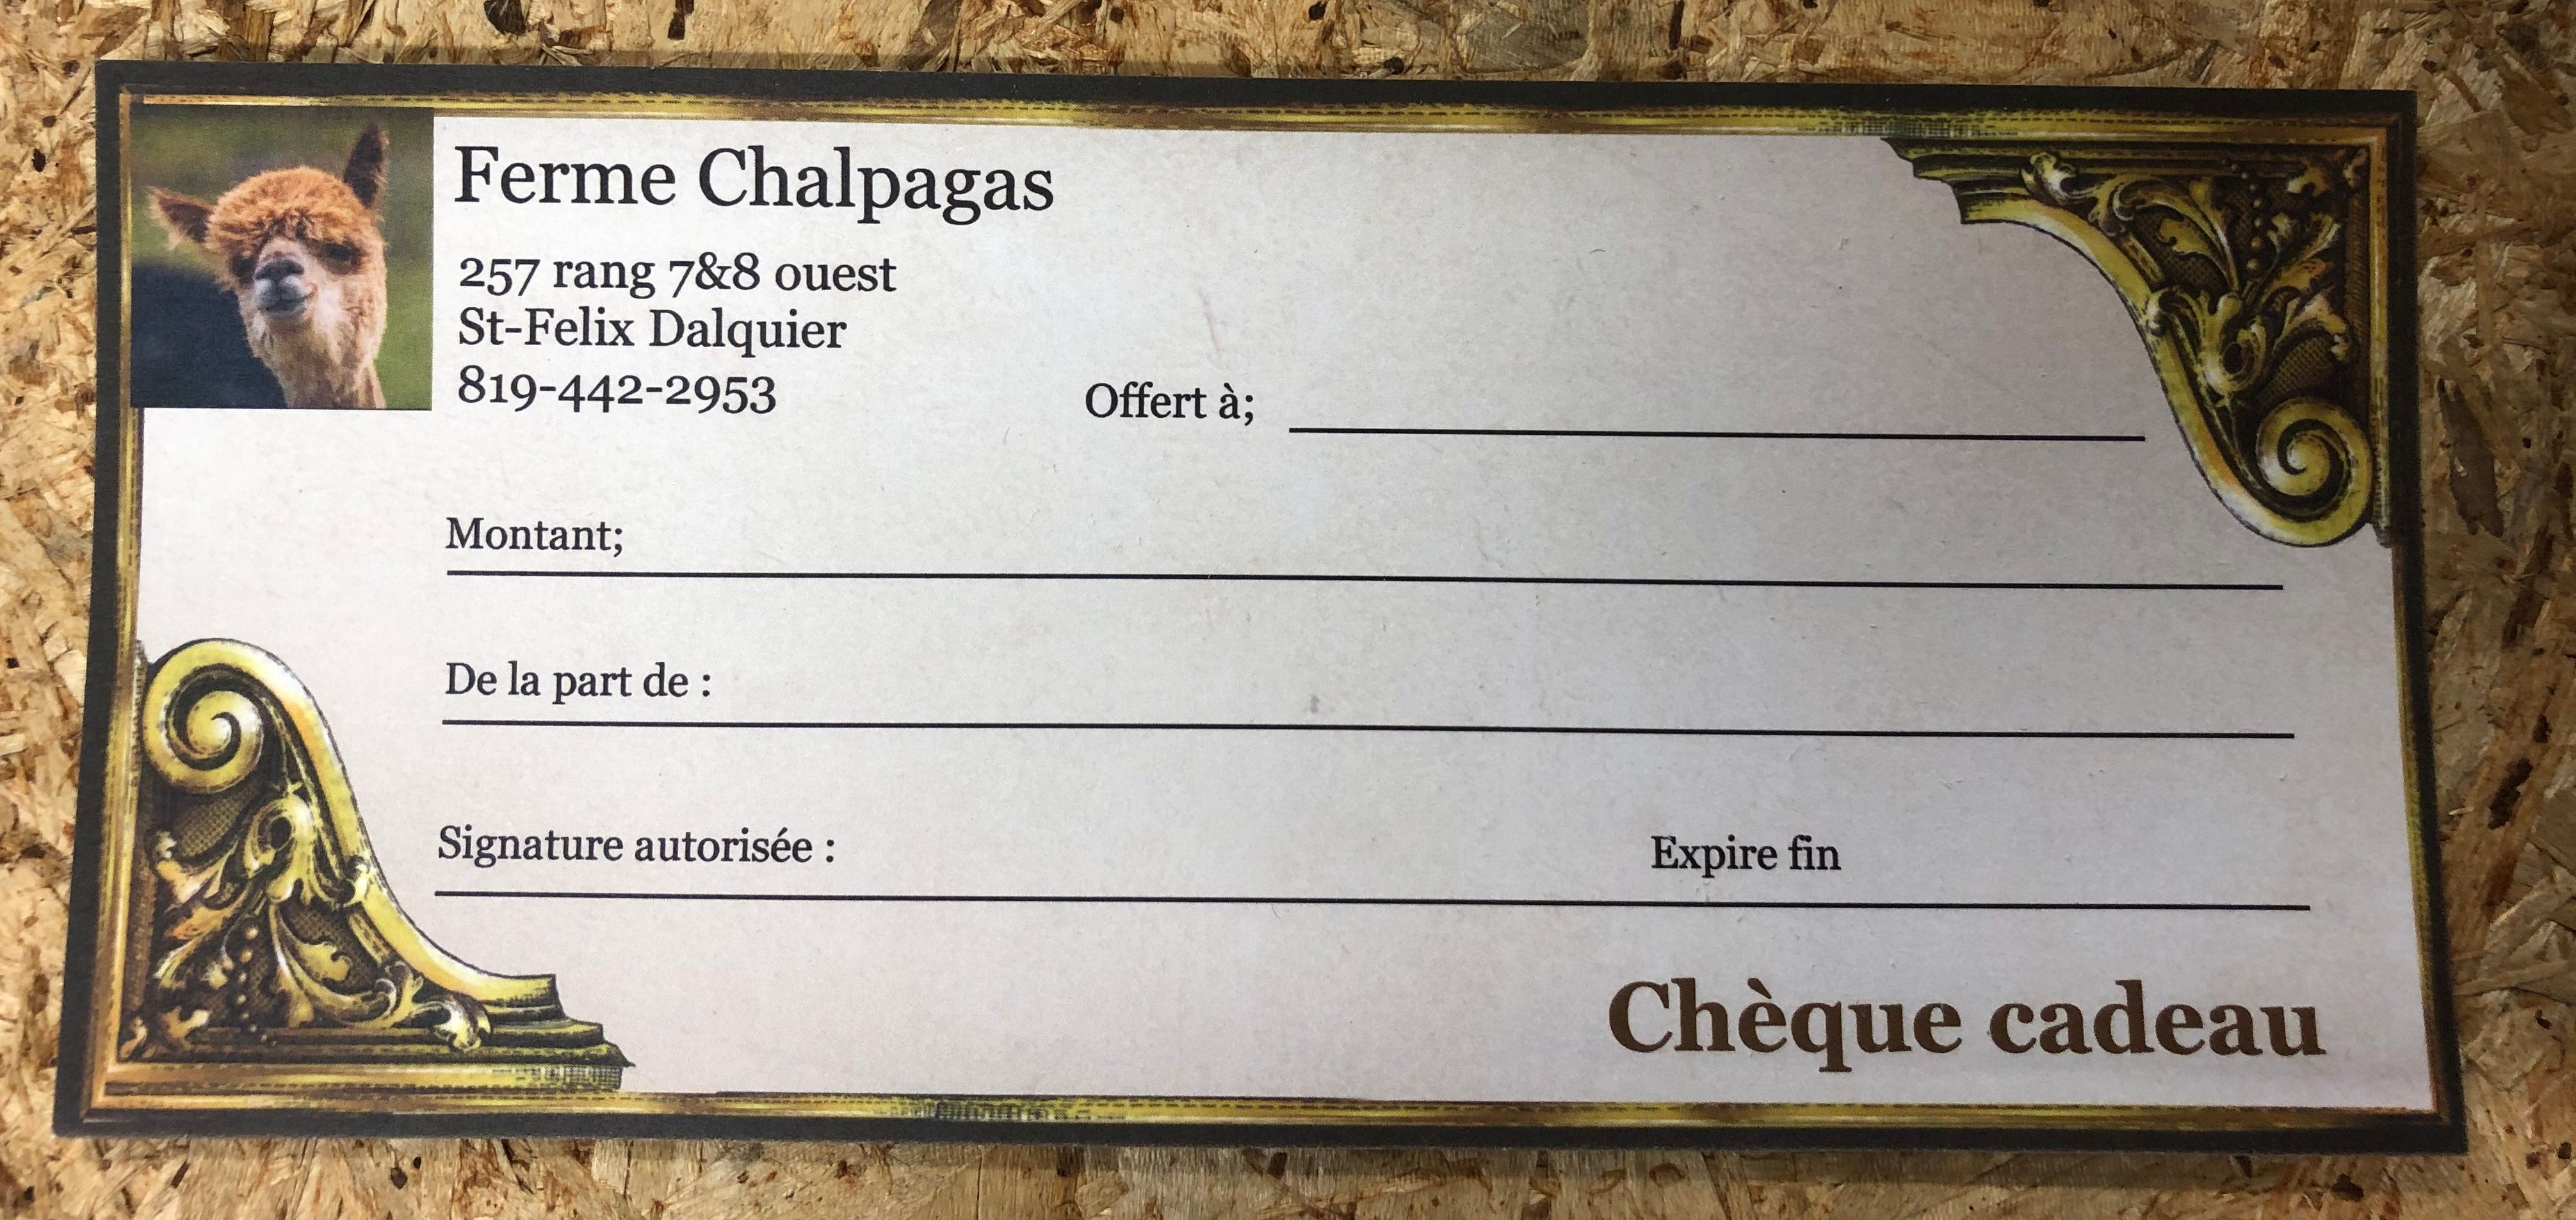 Ferme Chalpagas
257 rang 7&8 ouest
St-Felix Dalquier
819-442-2953
Offert à;
Montant;
De la part de :
Signature autorisée :
Expire fin
Chèque cadeau